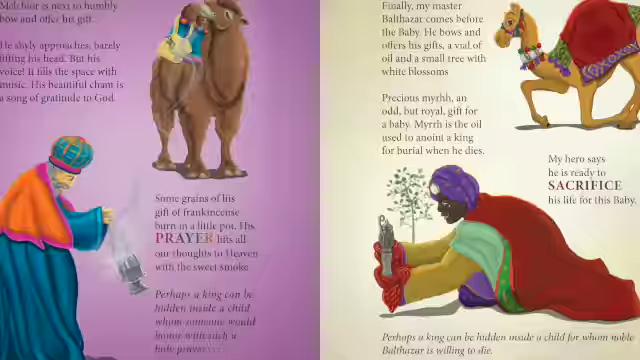 Melchior is next to humbly
bow and offer his gift.
He shyly approaches, barely
lifting his head. But his
voice! It fills the space with
music. His beautiful chant is
a song of gratitude to God.
Some grains of his
gift of frankincense
burn in a little pot. His
PRAYER lifts all
our thoughts to Heaven
with the sweet smoke
Perhaps a king can be
hidden inside a child
whom someone would
honor with such a
holy power. . . .
Finally, my master
Balthazar comes before
the Baby. He bows and
offers his gifts, a vial of
oil and a small tree with
white blossoms
Precious myrhh, an
odd, but royal, gift for
a baby. Myrrh is the oil
used to anoint a king
for burial when he dies.
My hero says
he is ready to
SACRIFICE
his life for this Baby.
Perhaps a king can be hidden inside a child for whom noble
Balthazar is willing to die.